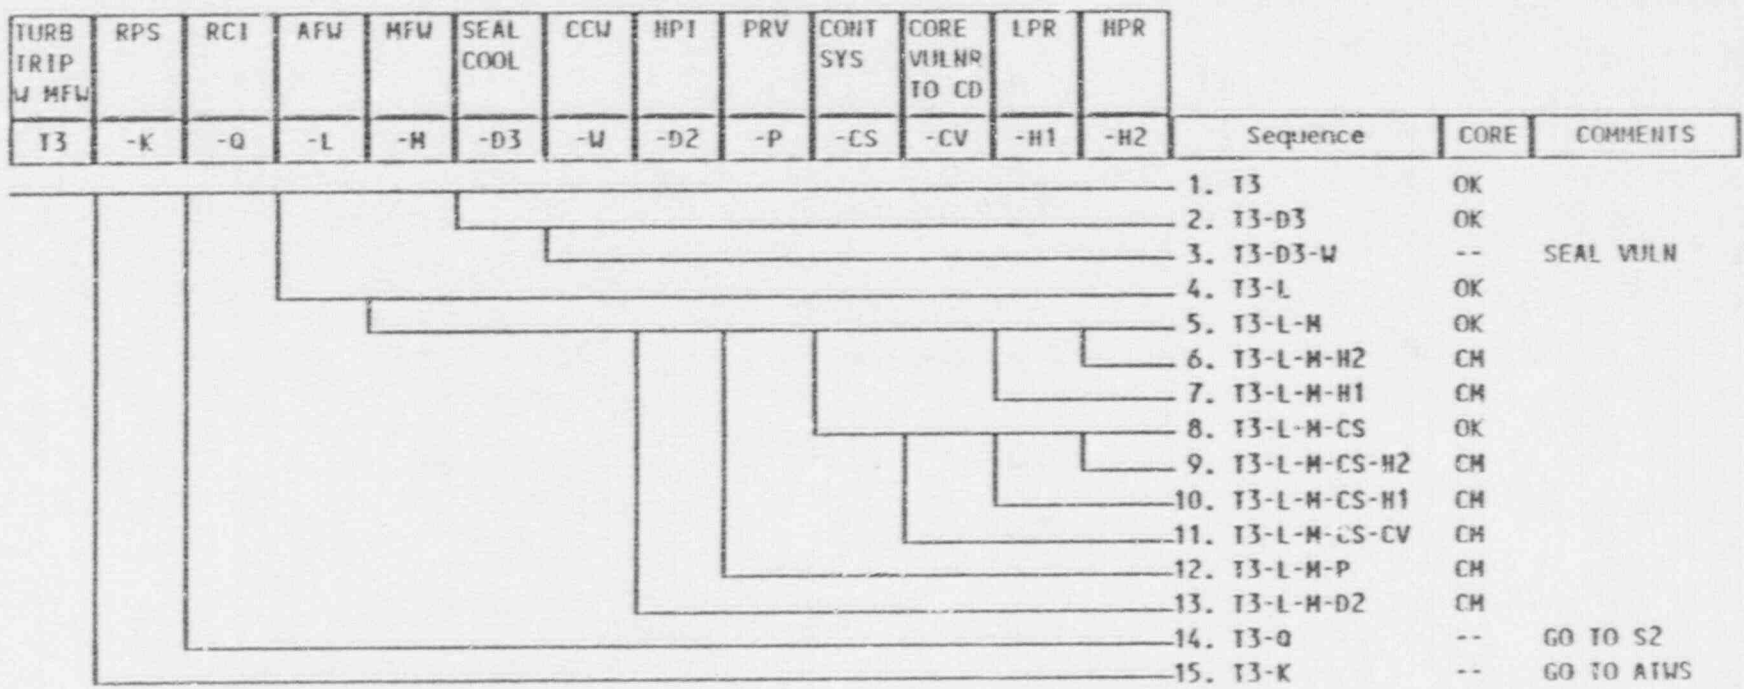 TURB RPS RCI AFW MFW SEAL CCW HPI PRV CONT CORE LPR HPR
TRIP COOL SYS VULNR
W MFW TO CD
T3 -K -Q -L -M -D3 -W -D2 -P -CS -CV -H1 -H2 Sequence CORE COMMENTS
1. T3 OK
2. T3-D3 OK
3. T3-D3-W -- SEAL VULN
4. T3-L OK
5. T3-L-M OK
6. T3-L-M-H2 CM
7. T3-L-M-H1 CM
8. T3-L-M-CS OK
9. T3-L-M-CS-H2 CM
10. T3-L-M-CS-H1 CM
11. T3-L-M-CS-CV CM
12. T3-L-M-P CM
13. T3-L-M-D2 CM
14. T3-Q -- GO TO S2
15. T3-K -- GO TO ATWS